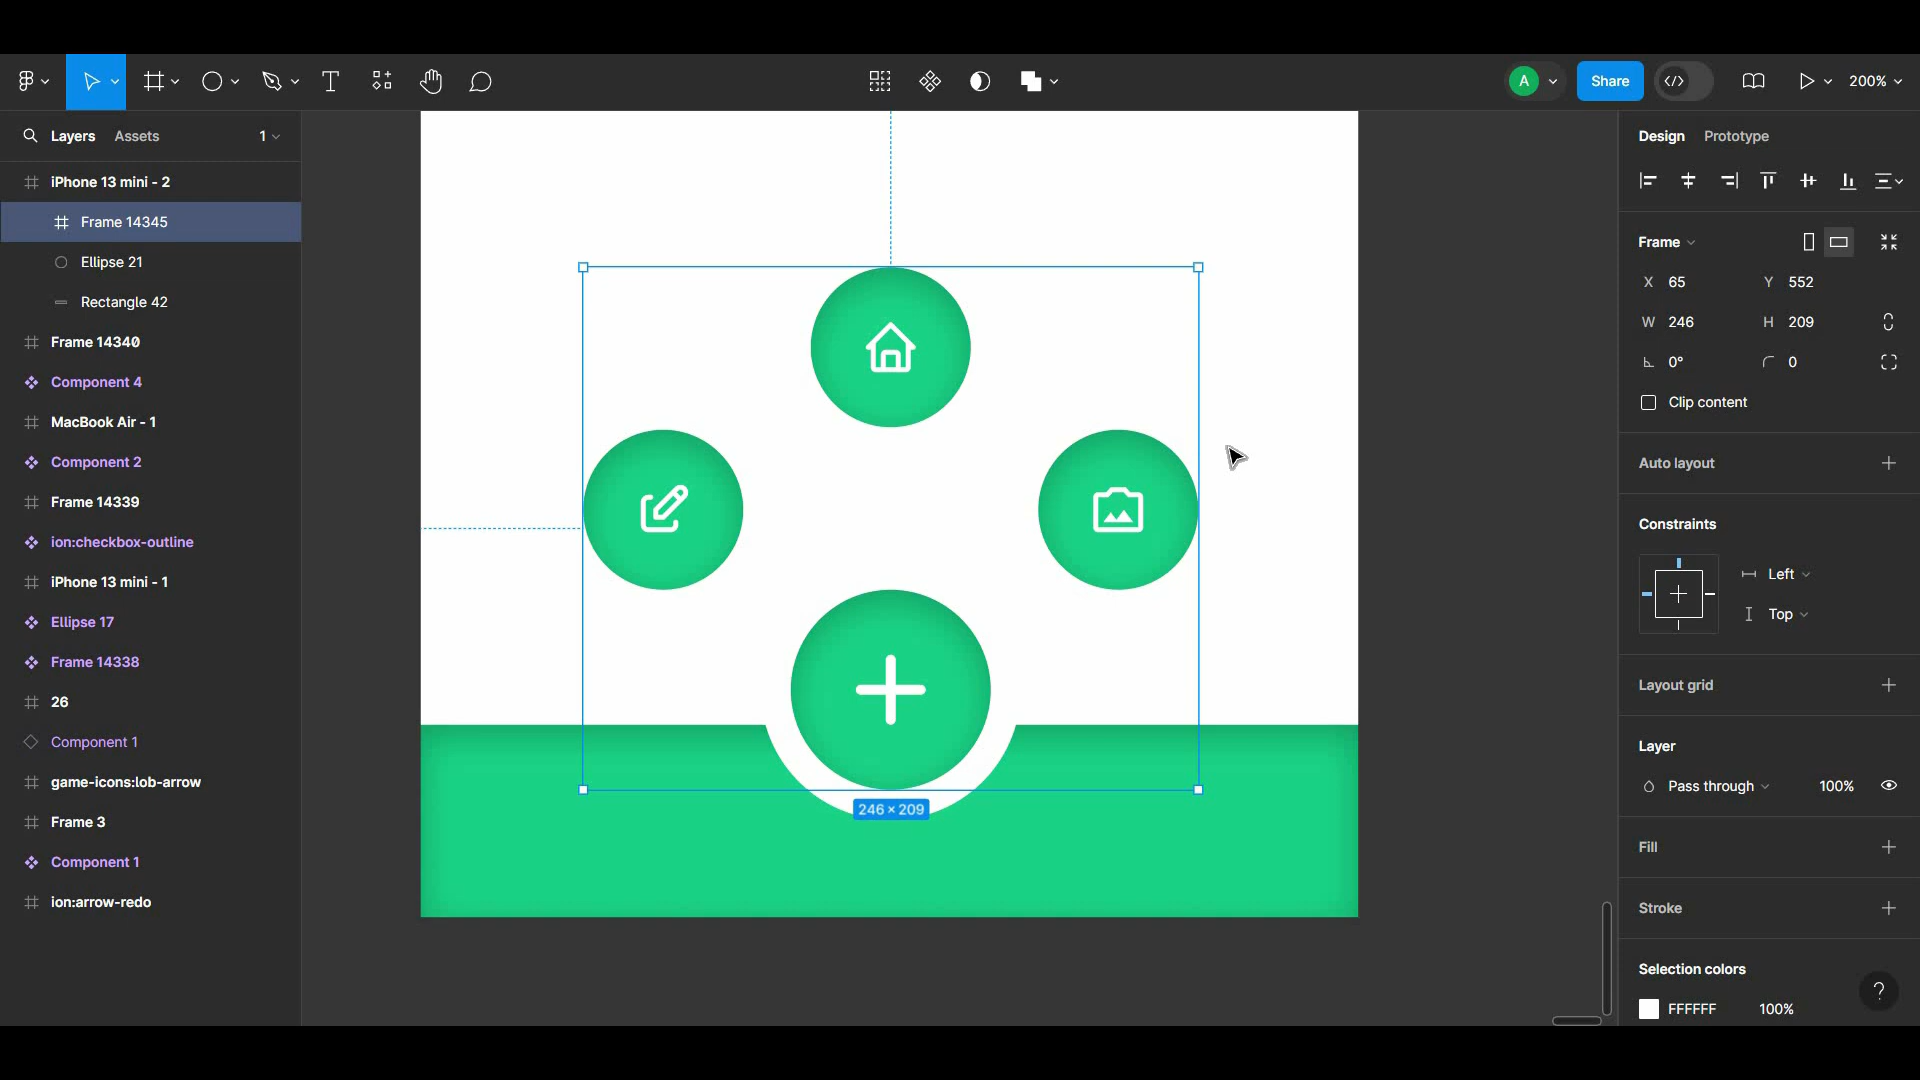 A
Share
200%
Layers
Assets
1
iPhone 13 mini - 2
Frame 14345
Ellipse 21
Rectangle 42
Frame 14340
Component 4
MacBook Air - 1
Component 2
Frame 14339
ion:checkbox-outline
iPhone 13 mini - 1
Ellipse 17
Frame 14338
26
Component 1
game-icons:lob-arrow
Frame 3
Component 1
ion:arrow-redo
246 × 209
Design
Prototype
Frame
X 65
Y 552
W 246
H 209
0°
0
Clip content
Auto layout
Constraints
Left
Top
Layout grid
Layer
Pass through
100%
Fill
Stroke
Selection colors
FFFFFF
100%
?